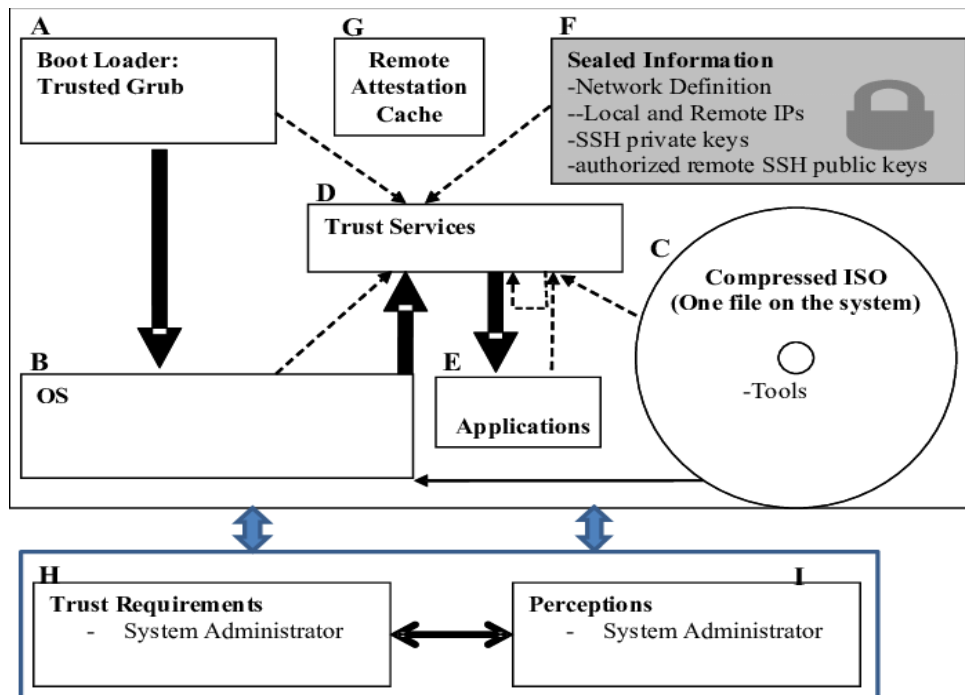 A
Boot Loader:
Trusted Grub
G
Remote
Attestation
Cache
F
Sealed Information
-Network Definition
--Local and Remote IPs
-SSH private keys
-authorized remote SSH public keys
D
Trust Services
C
Compressed ISO
(One file on the system)
-Tools
B
OS
E
Applications
H
Trust Requirements
- System Administrator
I
Perceptions
- System Administrator